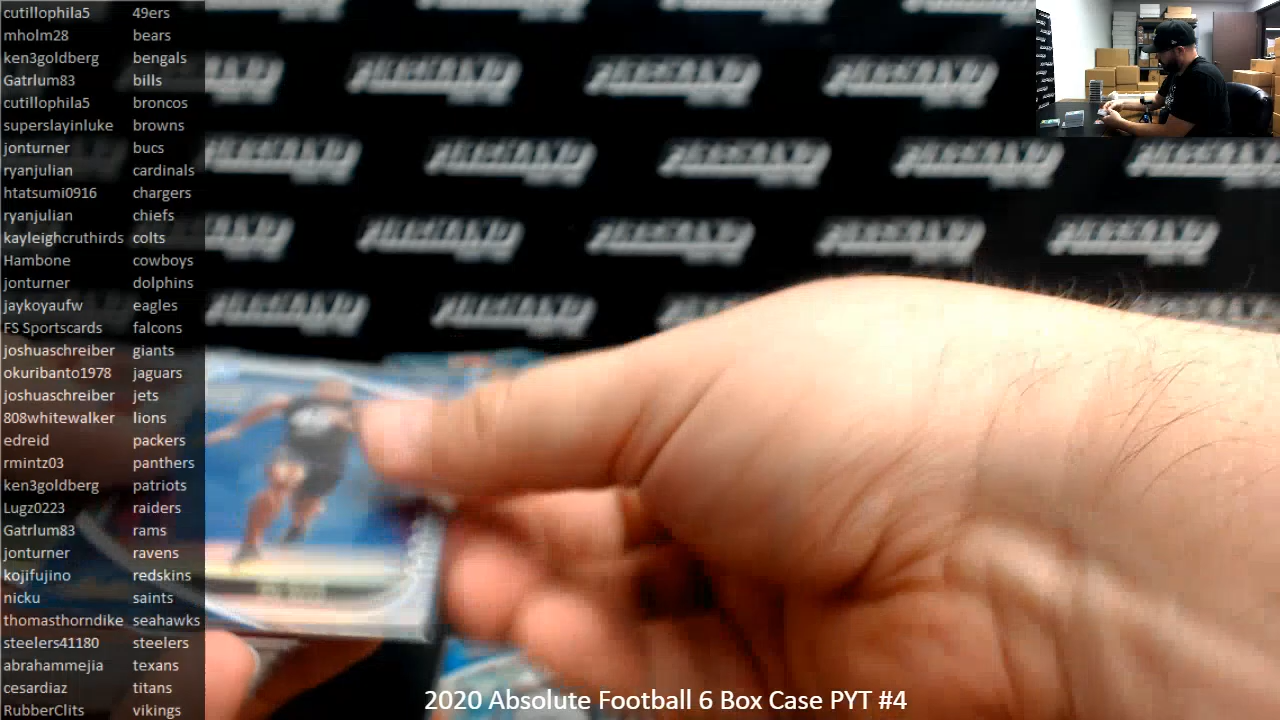 cutillophila5 49ers
mholm28 bears
ken3goldberg bengals
Gatrlum83 bills
cutillophila5 broncos
superslayinluke browns
jonturner bucs
ryanjulian cardinals
htatsumi0916 chargers
ryanjulian chiefs
kayleighcruthirds colts
Hambone cowboys
jonturner dolphins
jaykoyaufw eagles
FS Sportscards falcons
joshuaschreiber giants
okuribanto1978 jaguars
joshuaschreiber jets
808whitewalker lions
edreid packers
rmintz03 panthers
ken3goldberg patriots
Lugz0223 raiders
Gatrlum83 rams
jonturner ravens
kojifujino redskins
nicku saints
thomasthorndike seahawks
steelers41180 steelers
abrahammejia texans
cesardiaz titans
RubberClits vikings
2020 Absolute Football 6 Box Case PYT #4